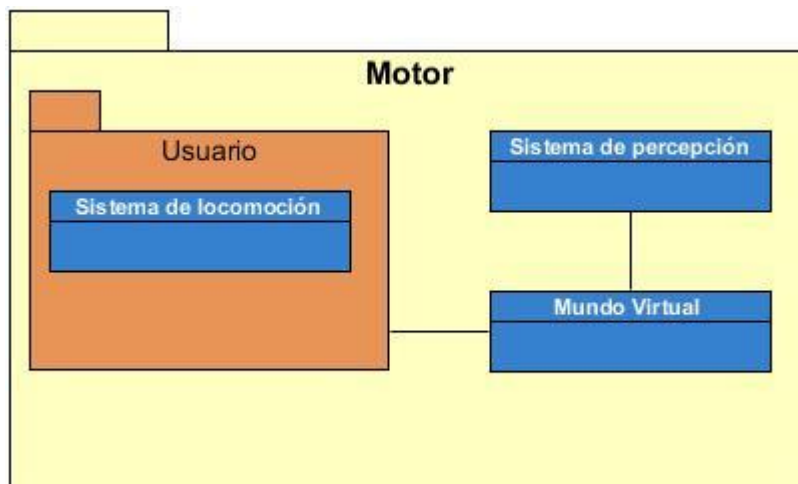 Motor
Usuario
Sistema de percepción
Sistema de locomoción
Mundo Virtual